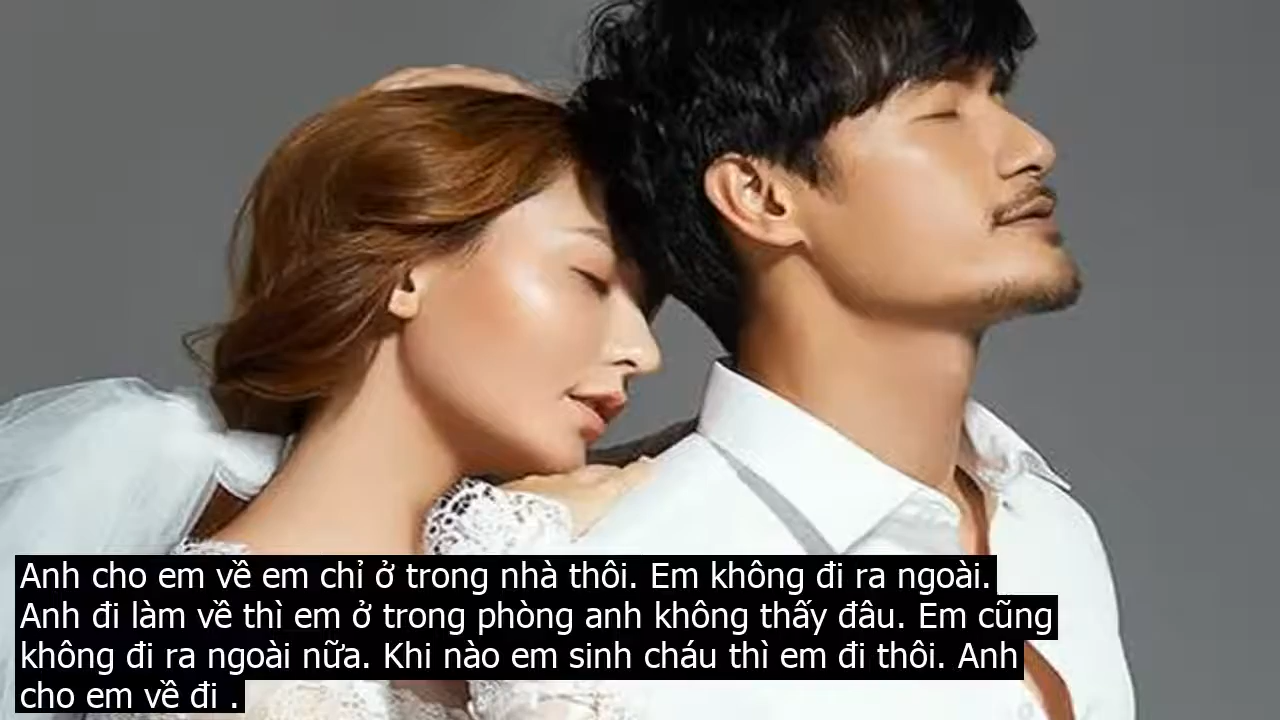 Anh cho em về em chỉ ở trong nhà thôi. Em không đi ra ngoài.
Anh đi làm về thì em ở trong phòng anh không thấy đâu. Em cũng
không đi ra ngoài nữa. Khi nào em sinh cháu thì em đi thôi. Anh
cho em về đi .